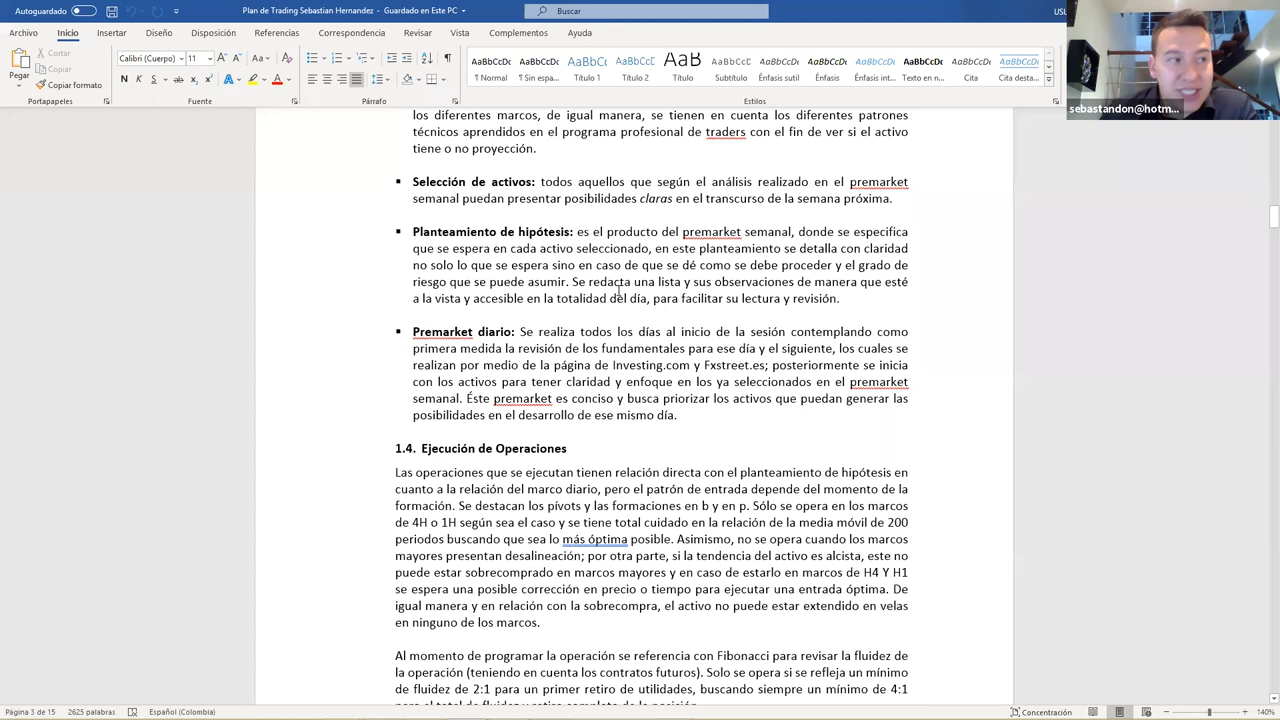 Autoguardado
Plan de Trading Sebastian Hernandez - Guardado en Este PC
Buscar
Archivo Inicio Insertar Diseño Disposición Referencias Correspondencia Revisar Vista Complementos Ayuda
Pegar
Cortar
Copiar
Copiar formato
Portapapeles
Calibri (Cuerpo) 11
Fuente
Párrafo
AaBbCcDc AaBbCcDc AaBbCcD AaBbCcD AaB AaBbCcD AaBbCcDc AaBbCcDc AaBbCcDc AaBbCcDc AaBbCcDc AaBbCcDc
¶ Normal ¶ Sin espa... Título 1 Título 2 Título Subtítulo Énfasis sutil Énfasis Énfasis int... Texto en n... Cita Cita desta...
Estilos
sebastandon@hotm...
los diferentes marcos, de igual manera, se tienen en cuenta los diferentes patrones
técnicos aprendidos en el programa profesional de traders con el fin de ver si el activo
tiene o no proyección.
▪ Selección de activos: todos aquellos que según el análisis realizado en el premarket
semanal puedan presentar posibilidades claras en el transcurso de la semana próxima.
▪ Planteamiento de hipótesis: es el producto del premarket semanal, donde se especifica
que se espera en cada activo seleccionado, en este planteamiento se detalla con claridad
no solo lo que se espera sino en caso de que se dé como se debe proceder y el grado de
riesgo que se puede asumir. Se redacta una lista y sus observaciones de manera que esté
a la vista y accesible en la totalidad del día, para facilitar su lectura y revisión.
▪ Premarket diario: Se realiza todos los días al inicio de la sesión contemplando como
primera medida la revisión de los fundamentales para ese día y el siguiente, los cuales se
realizan por medio de la página de Investing.com y Fxstreet.es; posteriormente se inicia
con los activos para tener claridad y enfoque en los ya seleccionados en el premarket
semanal. Éste premarket es conciso y busca priorizar los activos que puedan generar las
posibilidades en el desarrollo de ese mismo día.
1.4. Ejecución de Operaciones
Las operaciones que se ejecutan tienen relación directa con el planteamiento de hipótesis en
cuanto a la relación del marco diario, pero el patrón de entrada depende del momento de la
formación. Se destacan los pívots y las formaciones en b y en p. Sólo se opera en los marcos
de 4H o 1H según sea el caso y se tiene total cuidado en la relación de la media móvil de 200
periodos buscando que sea lo más óptima posible. Asimismo, no se opera cuando los marcos
mayores presentan desalineación; por otra parte, si la tendencia del activo es alcista, este no
puede estar sobrecomprado en marcos mayores y en caso de estarlo en marcos de H4 Y H1
se espera una posible corrección en precio o tiempo para ejecutar una entrada óptima. De
igual manera y en relación con la sobrecompra, el activo no puede estar extendido en velas
en ninguno de los marcos.
Al momento de programar la operación se referencia con Fibonacci para revisar la fluidez de
la operación (teniendo en cuenta los contratos futuros). Solo se opera si se refleja un mínimo
de fluidez de 2:1 para un primer retiro de utilidades, buscando siempre un mínimo de 4:1
Página 3 de 15 2625 palabras Español (Colombia) Concentración 140%